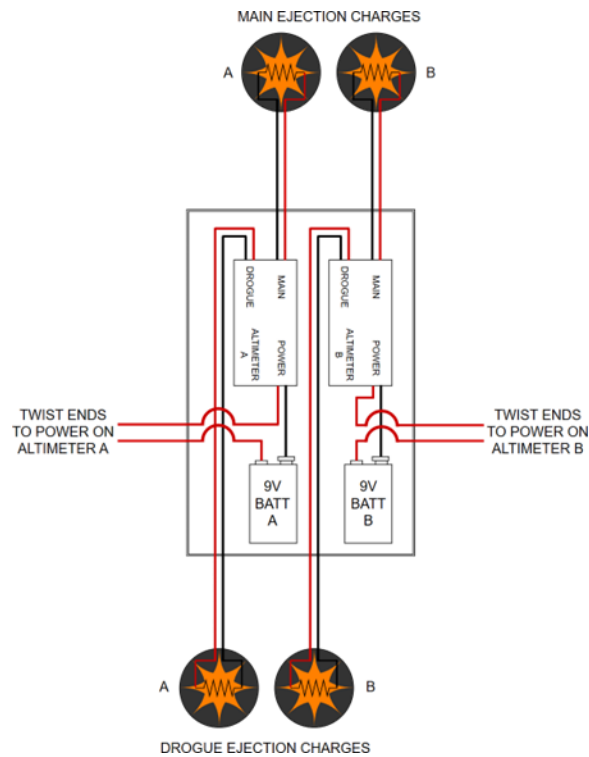 MAIN EJECTION CHARGES
A
B
DROGUE
MAIN
ALTIMETER
A
POWER
DROGUE
MAIN
ALTIMETER
B
POWER
TWIST ENDS
TO POWER ON
ALTIMETER A
TWIST ENDS
TO POWER ON
ALTIMETER B
9V
BATT
A
9V
BATT
B
A
B
DROGUE EJECTION CHARGES